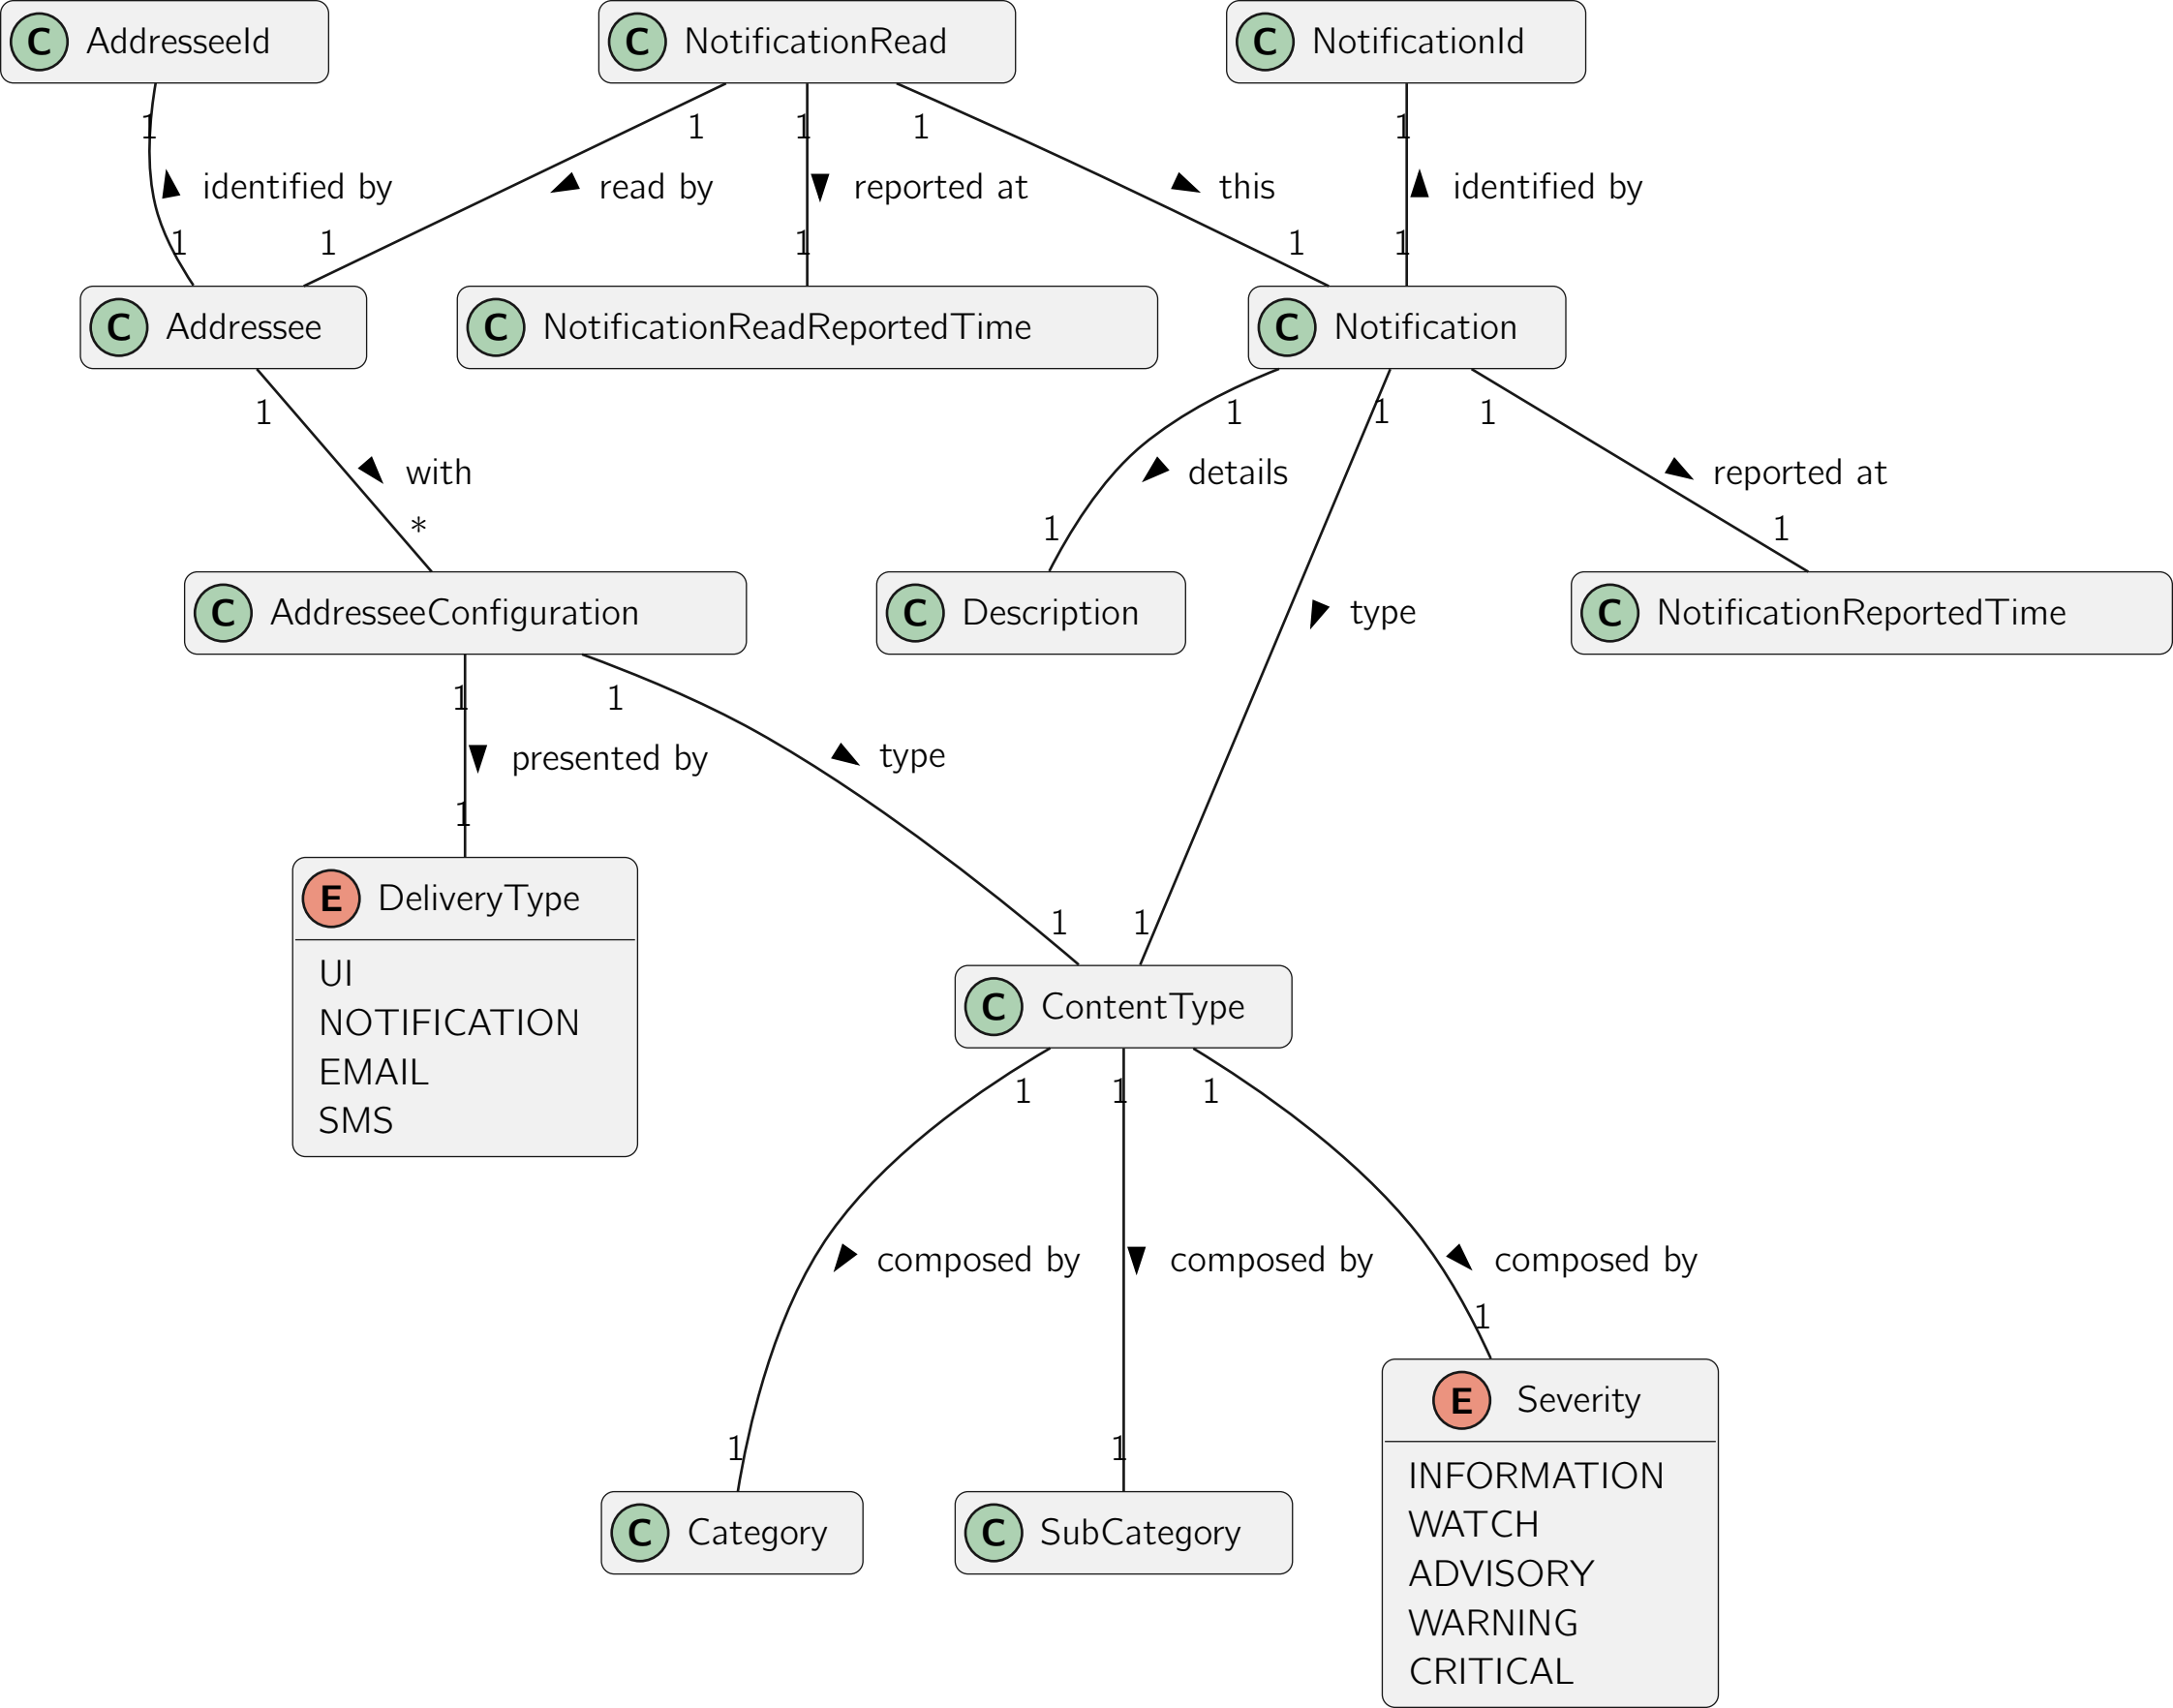 C AddresseeId
C NotificationRead
C NotificationId
1
1
1
1
1
identified by
read by
reported at
this
identified by
1
1
1
1
1
C Addressee
C NotificationReadReportedTime
C Notification
1
1
1
1
with
details
reported at
*
1
1
C AddresseeConfiguration
C Description
type
C NotificationReportedTime
1
1
presented by
type
1
E DeliveryType
UI
NOTIFICATION
EMAIL
SMS
1
1
C ContentType
1
1
1
composed by
composed by
composed by
1
1
1
E Severity
INFORMATION
WATCH
ADVISORY
WARNING
CRITICAL
C Category
C SubCategory